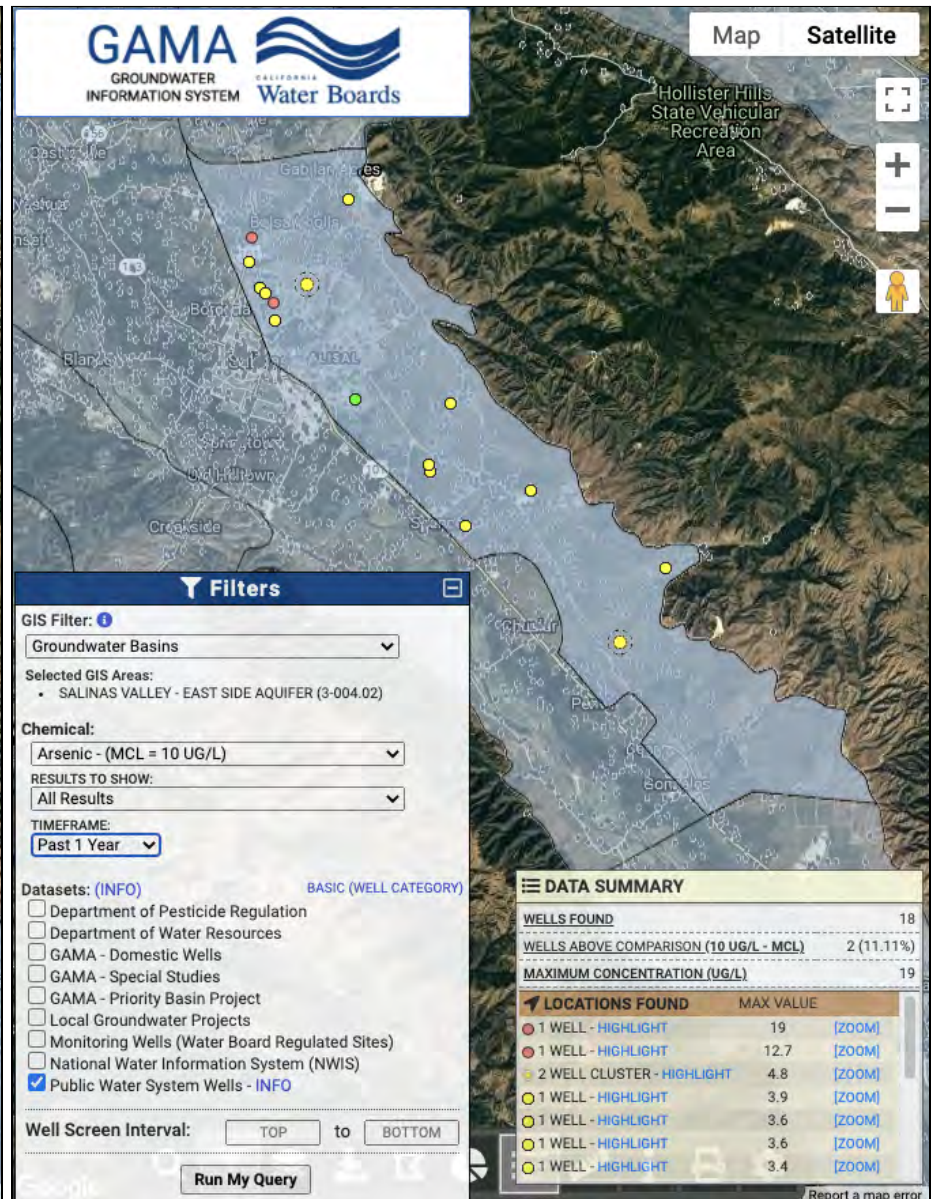 GAMA
GROUNDWATER
INFORMATION SYSTEM
CALIFORNIA
Water Boards
Map
Satellite
Hollister Hills
State Vehicular
Recreation
Area
156
183
Boronda
ALISAL
Creekside
Chualar
Gonzales
Filters
GIS Filter:
Groundwater Basins
Selected GIS Areas:
• SALINAS VALLEY - EAST SIDE AQUIFER (3-004.02)
Chemical:
Arsenic - (MCL = 10 UG/L)
RESULTS TO SHOW:
All Results
TIMEFRAME:
Past 1 Year
Datasets: (INFO) BASIC (WELL CATEGORY)
Department of Pesticide Regulation
Department of Water Resources
GAMA - Domestic Wells
GAMA - Special Studies
GAMA - Priority Basin Project
Local Groundwater Projects
Monitoring Wells (Water Board Regulated Sites)
National Water Information System (NWIS)
Public Water System Wells - INFO
Well Screen Interval: TOP to BOTTOM
Run My Query
Google
DATA SUMMARY
WELLS FOUND 18
WELLS ABOVE COMPARISON (10 UG/L - MCL) 2 (11.11%)
MAXIMUM CONCENTRATION (UG/L) 19
LOCATIONS FOUND MAX VALUE
1 WELL - HIGHLIGHT 19 [ZOOM]
1 WELL - HIGHLIGHT 12.7 [ZOOM]
2 WELL CLUSTER - HIGHLIGHT 4.8 [ZOOM]
1 WELL - HIGHLIGHT 3.9 [ZOOM]
1 WELL - HIGHLIGHT 3.6 [ZOOM]
1 WELL - HIGHLIGHT 3.6 [ZOOM]
1 WELL - HIGHLIGHT 3.4 [ZOOM]
Report a map error